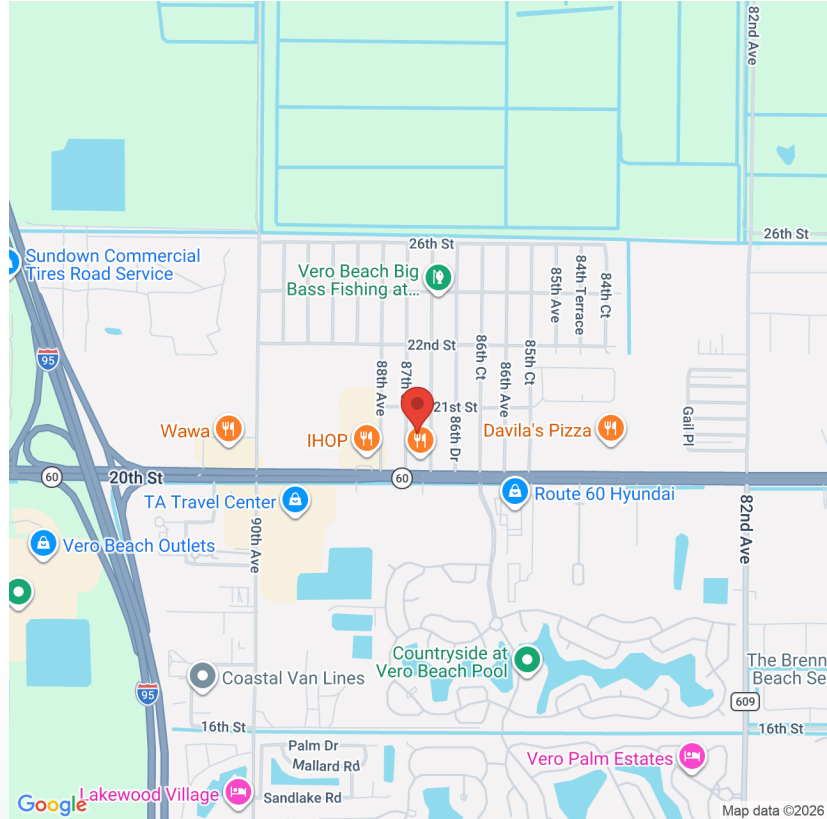 82nd Ave
26th St
26th St
Sundown Commercial
Tires Road Service
Vero Beach Big
Bass Fishing at...
85th Ave
84th Terrace
84th Ct
95
22nd St
88th Ave
87th
86th Ct
86th Ave
85th Ct
21st St
86th Dr
Gail Pl
Wawa
IHOP
Davila's Pizza
60
20th St
60
TA Travel Center
Route 60 Hyundai
90th Ave
82nd Ave
Vero Beach Outlets
Countryside at
Vero Beach Pool
The Brenn
Beach Se
Coastal Van Lines
95
609
16th St
16th St
Palm Dr
Mallard Rd
Vero Palm Estates
Lakewood Village
Sandlake Rd
Google
Map data ©2026